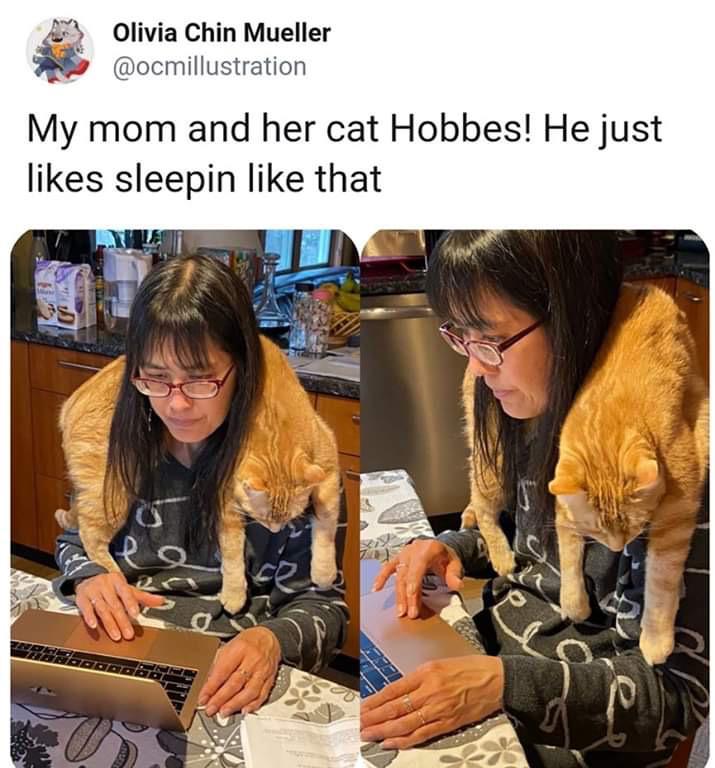 Olivia Chin Mueller
@ocmillustration
My mom and her cat Hobbes! He just
likes sleepin like that